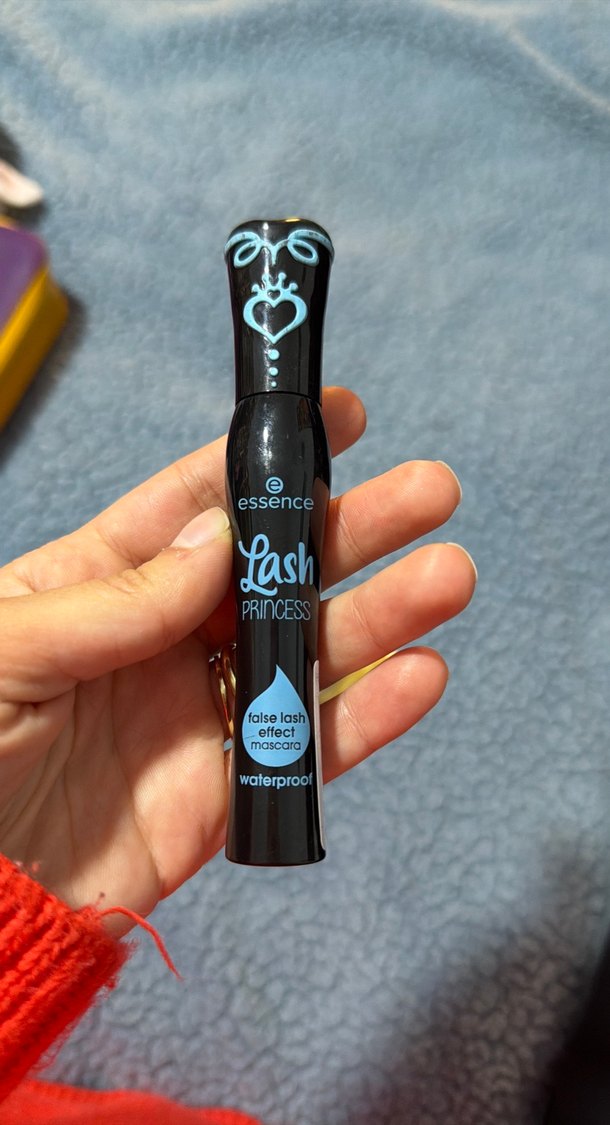 essence
Lash
PRINCESS
false lash
effect
mascara
waterproof